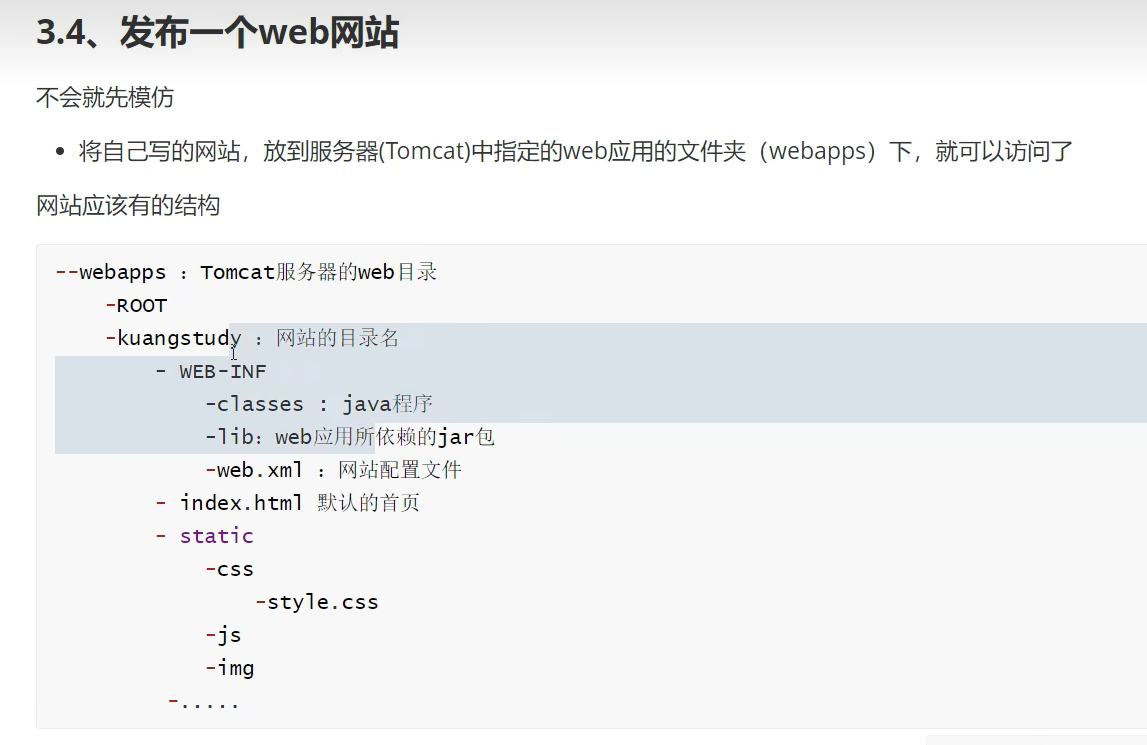 3.4、发布一个web网站
不会就先模仿
• 将自己写的网站，放到服务器(Tomcat)中指定的web应用的文件夹（webapps）下，就可以访问了
网站应该有的结构
--webapps ：Tomcat服务器的web目录
-ROOT
-kuangstudy ：网站的目录名
- WEB-INF
-classes : java程序
-lib：web应用所依赖的jar包
-web.xml ：网站配置文件
- index.html 默认的首页
- static
-css
-style.css
-js
-img
-.....